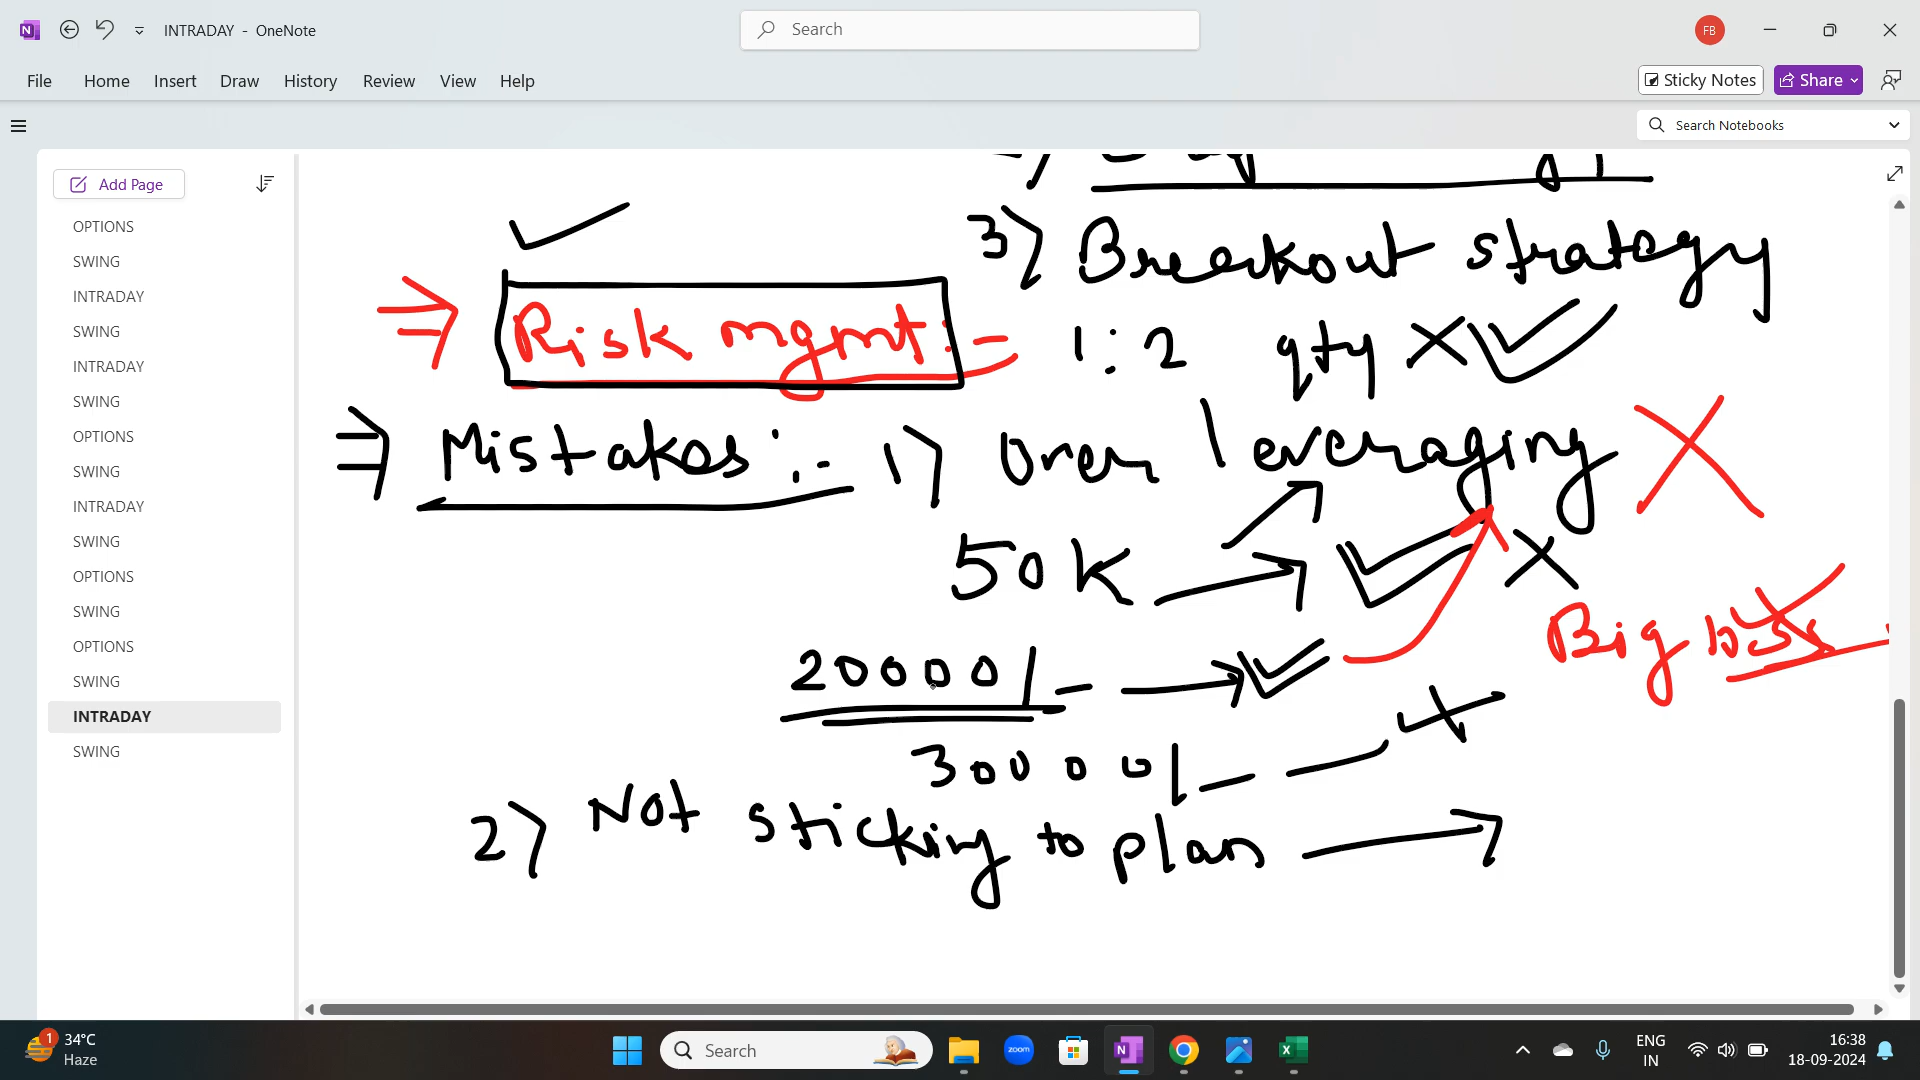 INTRADAY - OneNote
Search
FB
File Home Insert Draw History Review View Help
Sticky Notes
Share
Search Notebooks
Add Page
OPTIONS
SWING
INTRADAY
SWING
INTRADAY
SWING
OPTIONS
SWING
INTRADAY
SWING
OPTIONS
SWING
OPTIONS
SWING
INTRADAY
SWING
3) Breakout strategy
⇒ Risk mgmt:= 1:2 qty
⇒ Mistakes :- 1) Over leveraging
50K
Big loss
20000/-
30000/-
2) Not sticking to plan →
1
34°C
Haze
Search
zoom
ENG
IN
16:38
18-09-2024